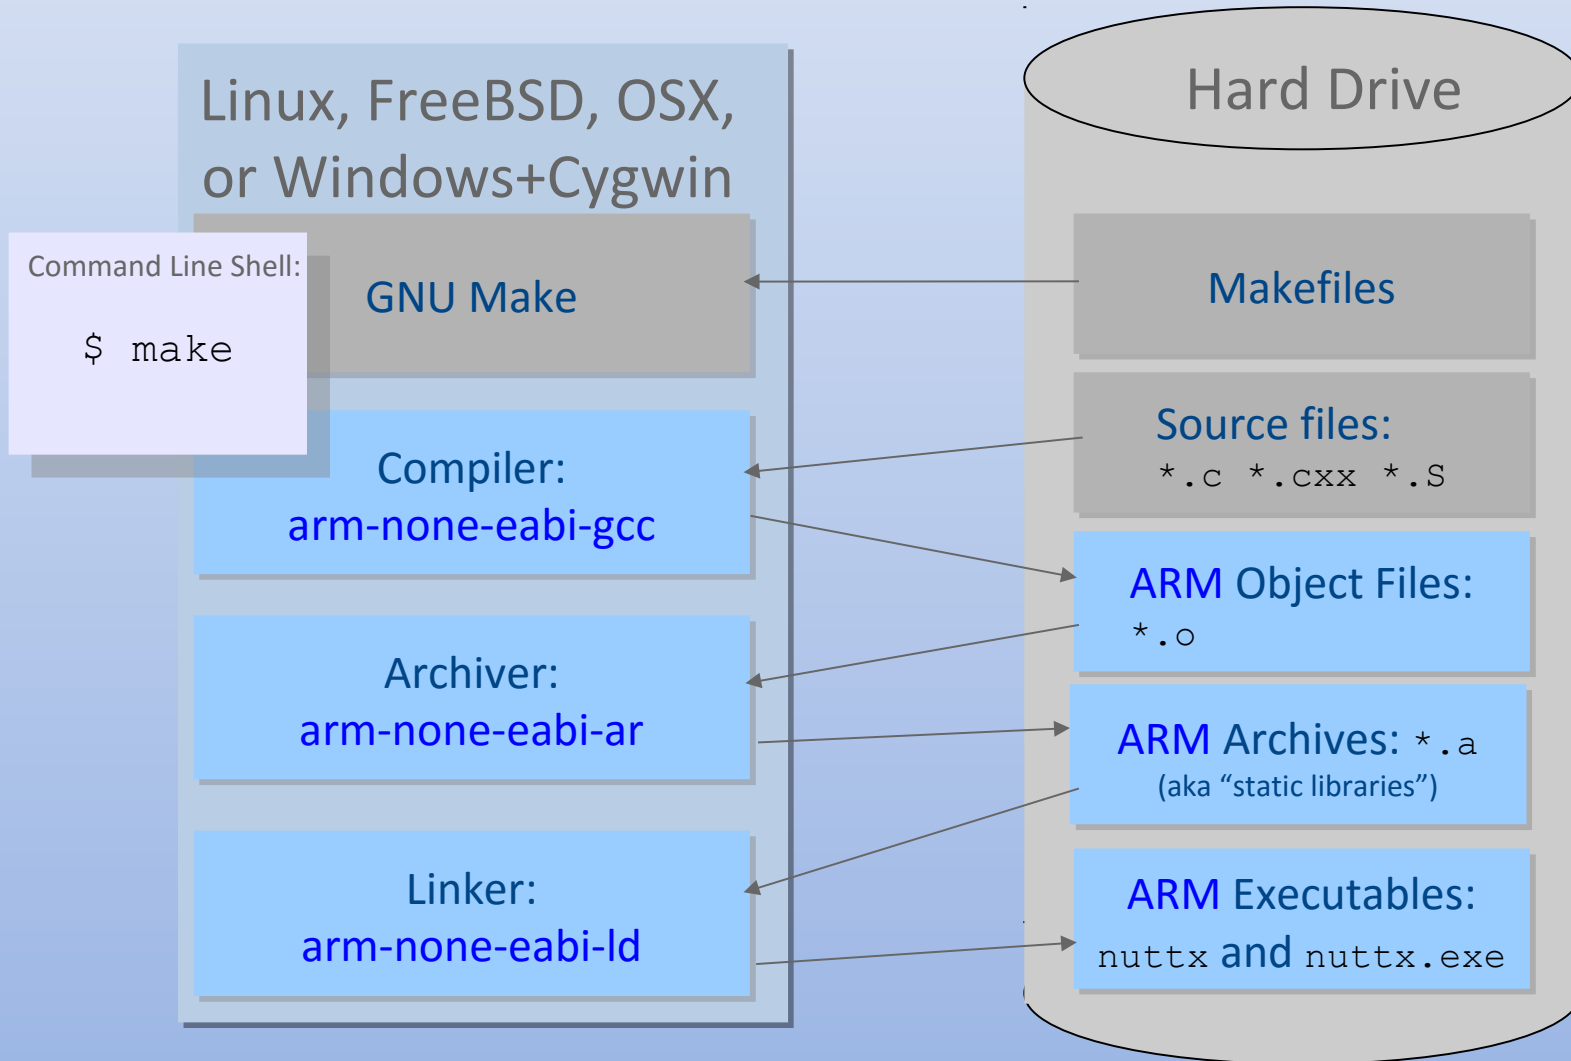 Linux, FreeBSD, OSX,
or Windows+Cygwin
Command Line Shell:
$ make
GNU Make
Compiler:
arm-none-eabi-gcc
Archiver:
arm-none-eabi-ar
Linker:
arm-none-eabi-ld
Hard Drive
Makefiles
Source files:
*.c *.cxx *.S
ARM Object Files:
*.o
ARM Archives: *.a
(aka “static libraries”)
ARM Executables:
nuttx and nuttx.exe